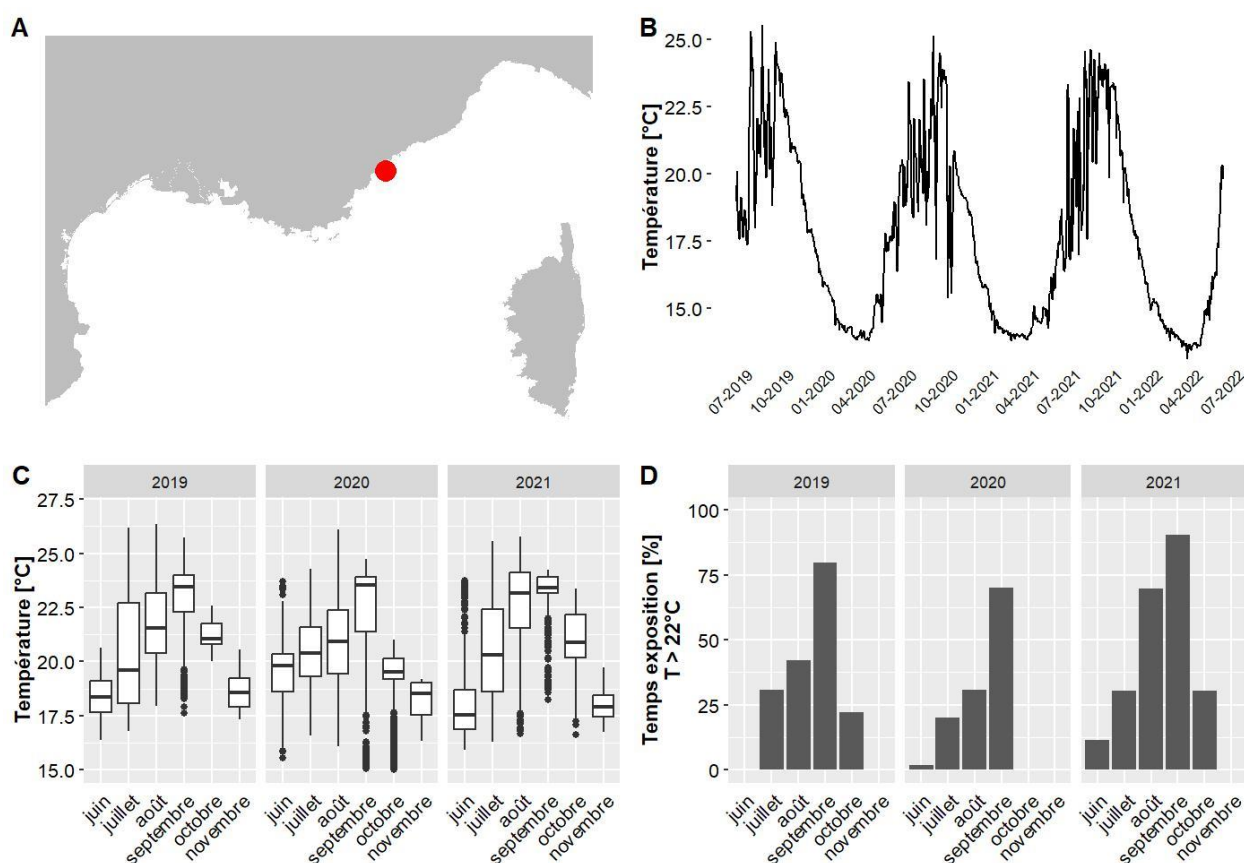 A
B
Température [°C]
25.0
22.5
20.0
17.5
15.0
07-2019
10-2019
01-2020
04-2020
07-2020
10-2020
01-2021
04-2021
07-2021
10-2021
01-2022
04-2022
07-2022
C
2019
2020
2021
Température [°C]
27.5
25.0
22.5
20.0
17.5
15.0
juin
juillet
août
septembre
octobre
novembre
juin
juillet
août
septembre
octobre
novembre
juin
juillet
août
septembre
octobre
novembre
D
2019
2020
2021
Temps exposition [%]
T > 22°C
100
75
50
25
0
juin
juillet
août
septembre
octobre
novembre
juin
juillet
août
septembre
octobre
novembre
juin
juillet
août
septembre
octobre
novembre